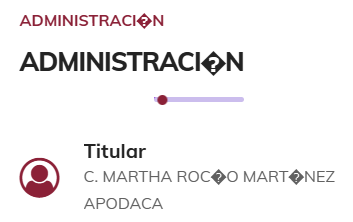 ADMINISTRACI�N
ADMINISTRACI�N
Titular
C. MARTHA ROC�O MART�NEZ
APODACA